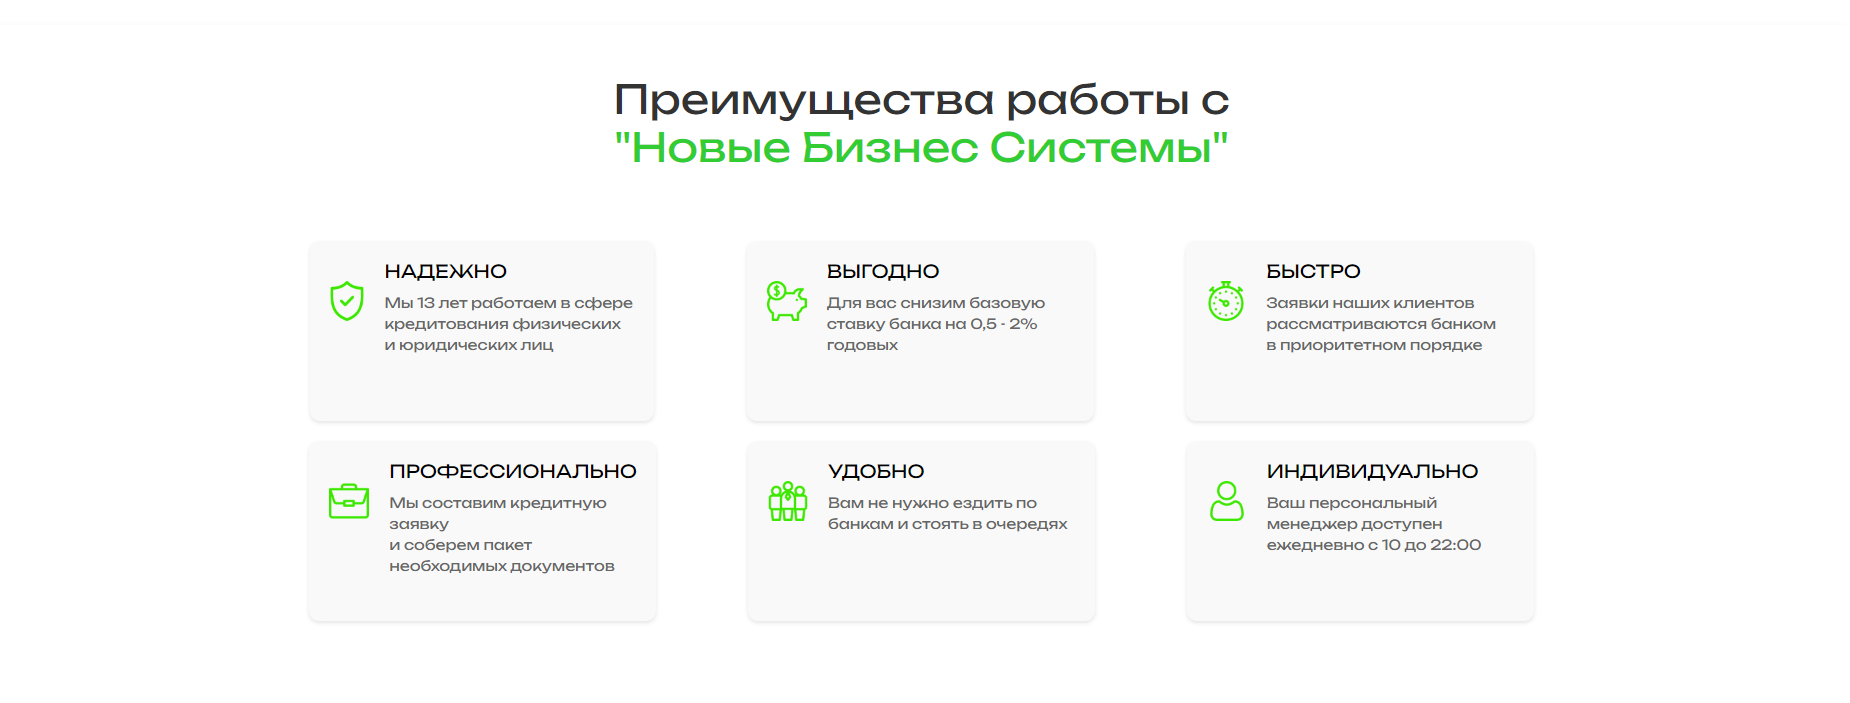 Преимущества работы с
"Новые Бизнес Системы"
НАДЕЖНО
Мы 13 лет работаем в сфере
кредитования физических
и юридических лиц
ВЫГОДНО
Для вас снизим базовую
ставку банка на 0,5 - 2%
годовых
БЫСТРО
Заявки наших клиентов
рассматриваются банком
в приоритетном порядке
ПРОФЕССИОНАЛЬНО
Мы составим кредитную
заявку
и соберем пакет
необходимых документов
УДОБНО
Вам не нужно ездить по
банкам и стоять в очередях
ИНДИВИДУАЛЬНО
Ваш персональный
менеджер доступен
ежедневно с 10 до 22:00